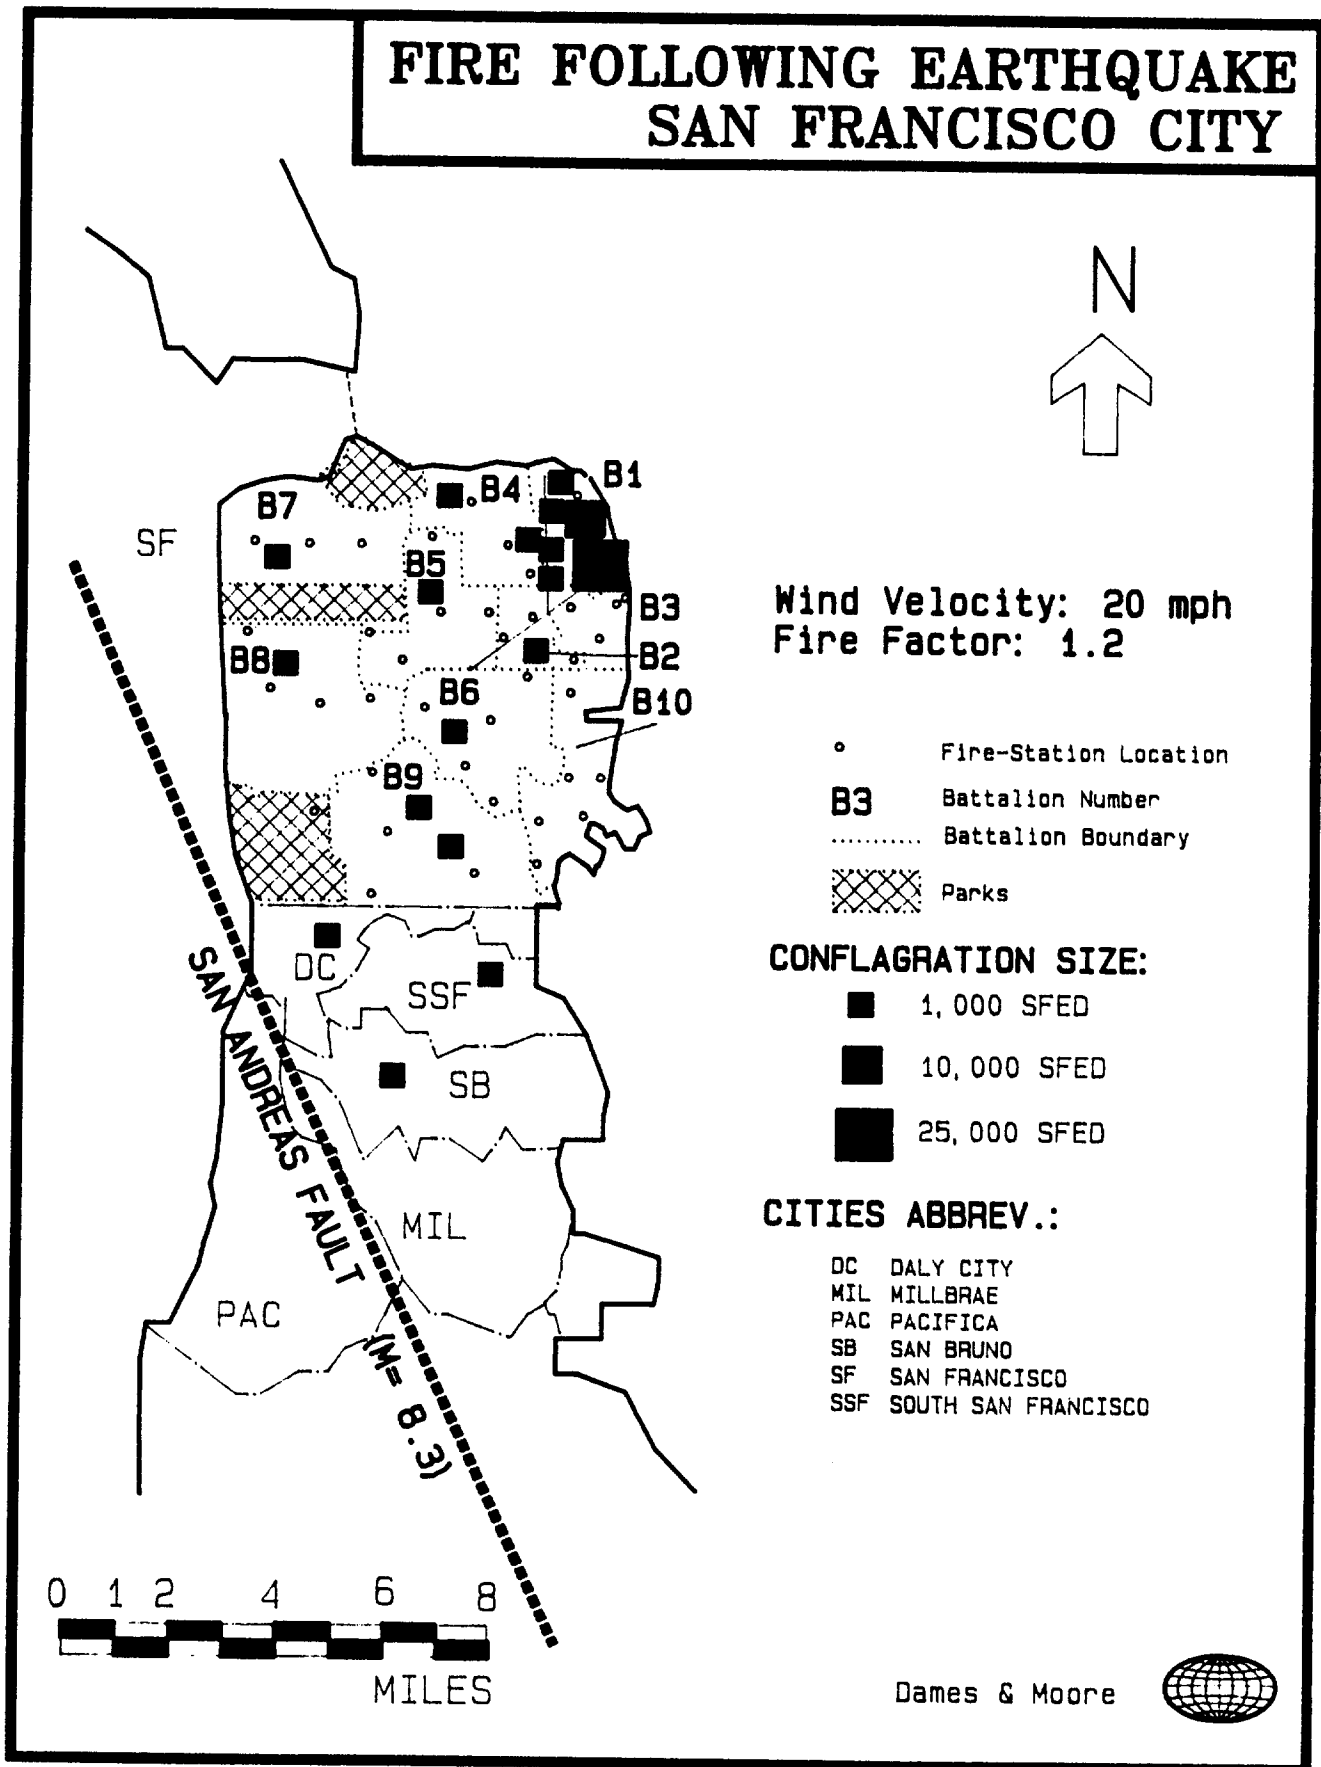 FIRE FOLLOWING EARTHQUAKE
SAN FRANCISCO CITY
N
B1
B4
B7
SF
B5
B3
B2
B8
B6
B10
B9
Wind Velocity: 20 mph
Fire Factor: 1.2
Fire-Station Location
B3 Battalion Number
Battalion Boundary
Parks
CONFLAGRATION SIZE:
1,000 SFED
10,000 SFED
25,000 SFED
DC
SSF
SB
MIL
PAC
SAN ANDREAS FAULT (M= 8.3)
CITIES ABBREV.:
DC DALY CITY
MIL MILLBRAE
PAC PACIFICA
SB SAN BRUNO
SF SAN FRANCISCO
SSF SOUTH SAN FRANCISCO
0 1 2 4 6 8
MILES
Dames & Moore